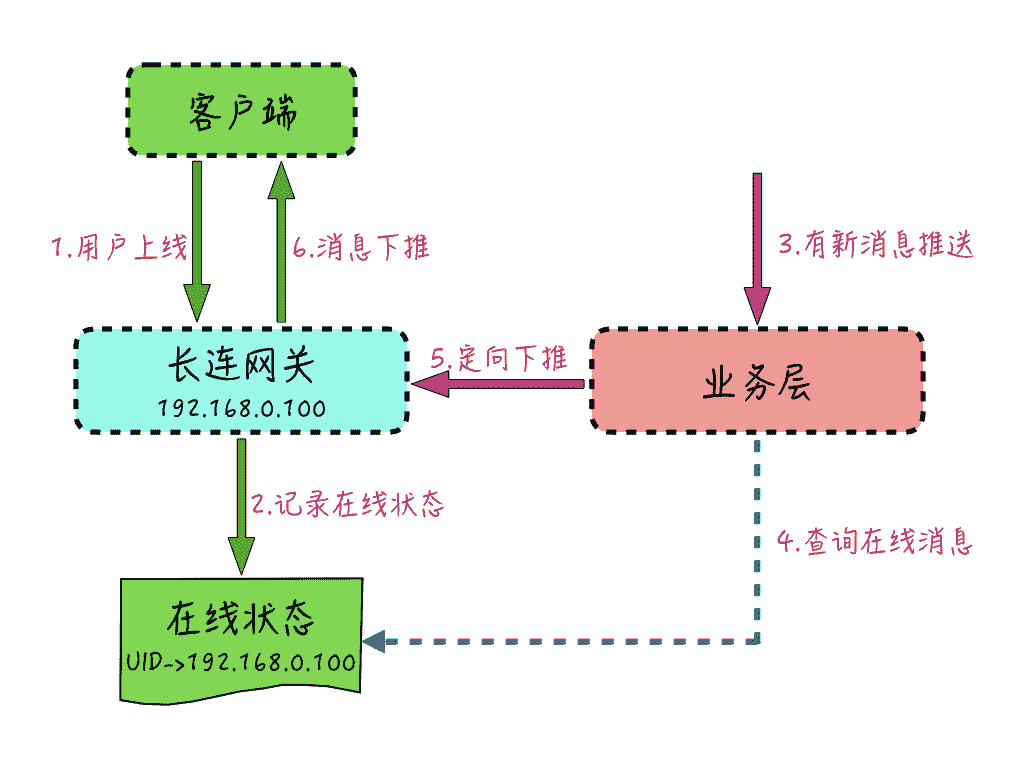 客户端
1.用户上线
6.消息下推
3.有新消息推送
长连网关
192.168.0.100
5.定向下推
业务层
2.记录在线状态
4.查询在线消息
在线状态
UID->192.168.0.100